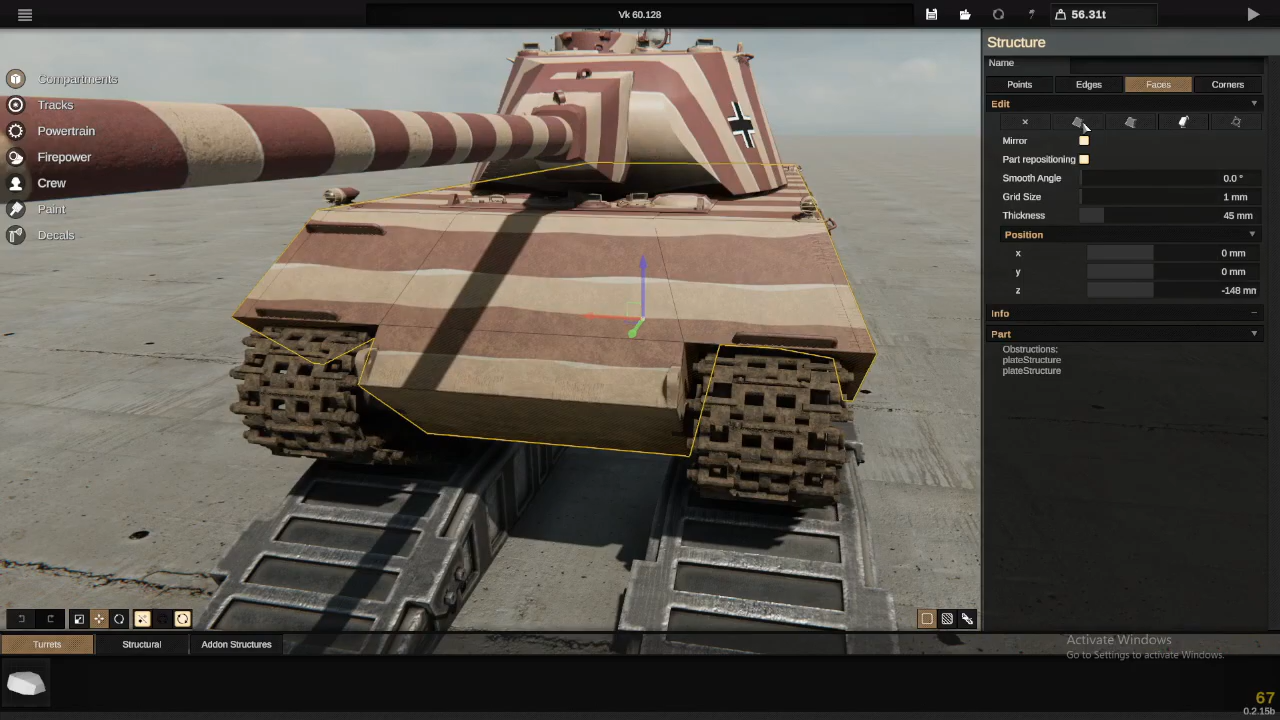 Vk 60.128
56.31t
Compartments
Tracks
Powertrain
Firepower
Crew
Paint
Decals
Structure
Name
Points Edges Faces Corners
Edit
Mirror
Part repositioning
Smooth Angle 0.0 °
Grid Size 1 mm
Thickness 45 mm
Position
x 0 mm
y 0 mm
z -148 mm
Info
Part
Obstructions:
plateStructure
plateStructure
Turrets Structural Addon Structures
Activate Windows
Go to Settings to activate Windows.
67
0.2.15b